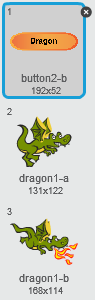 1
Dragon
button2-b
192x52
2
dragon1-a
131x122
3
dragon1-b
168x114